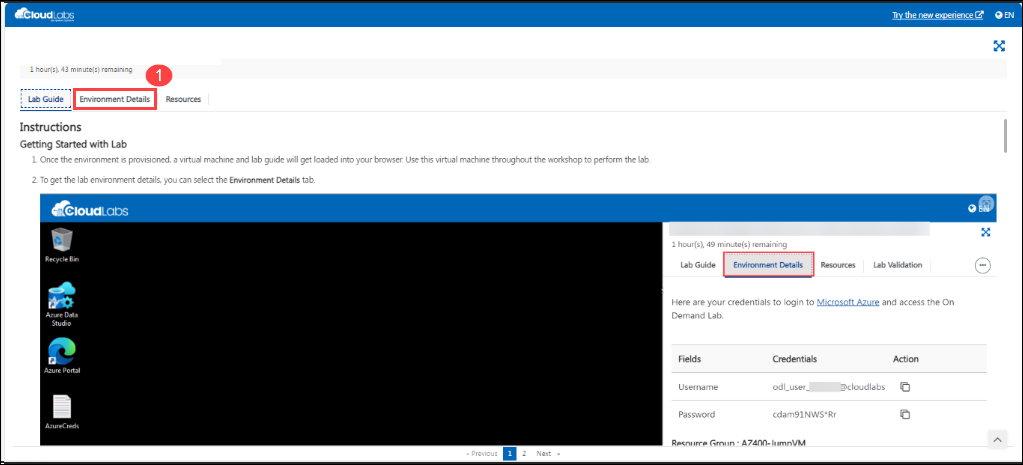 CloudLabs
Try the new experience EN
1 hour(s), 43 minute(s) remaining
1
Lab Guide Environment Details Resources
Instructions
Getting Started with Lab
1. Once the environment is provisioned, a virtual machine and lab guide will get loaded into your browser. Use this virtual machine throughout the workshop to perform the lab.
2. To get the lab environment details, you can select the Environment Details tab.
CloudLabs
Recycle Bin
Azure Data
Studio
Azure Portal
AzureCreds
1 hour(s), 49 minute(s) remaining
Lab Guide Environment Details Resources Lab Validation
Here are your credentials to login to Microsoft Azure and access the On
Demand Lab.
Fields Credentials Action
Username odl_user_ @cloudlabs
Password cdam91NWS*Rr
Resource Group : AZ400-JumpVM
« Previous 1 2 Next »